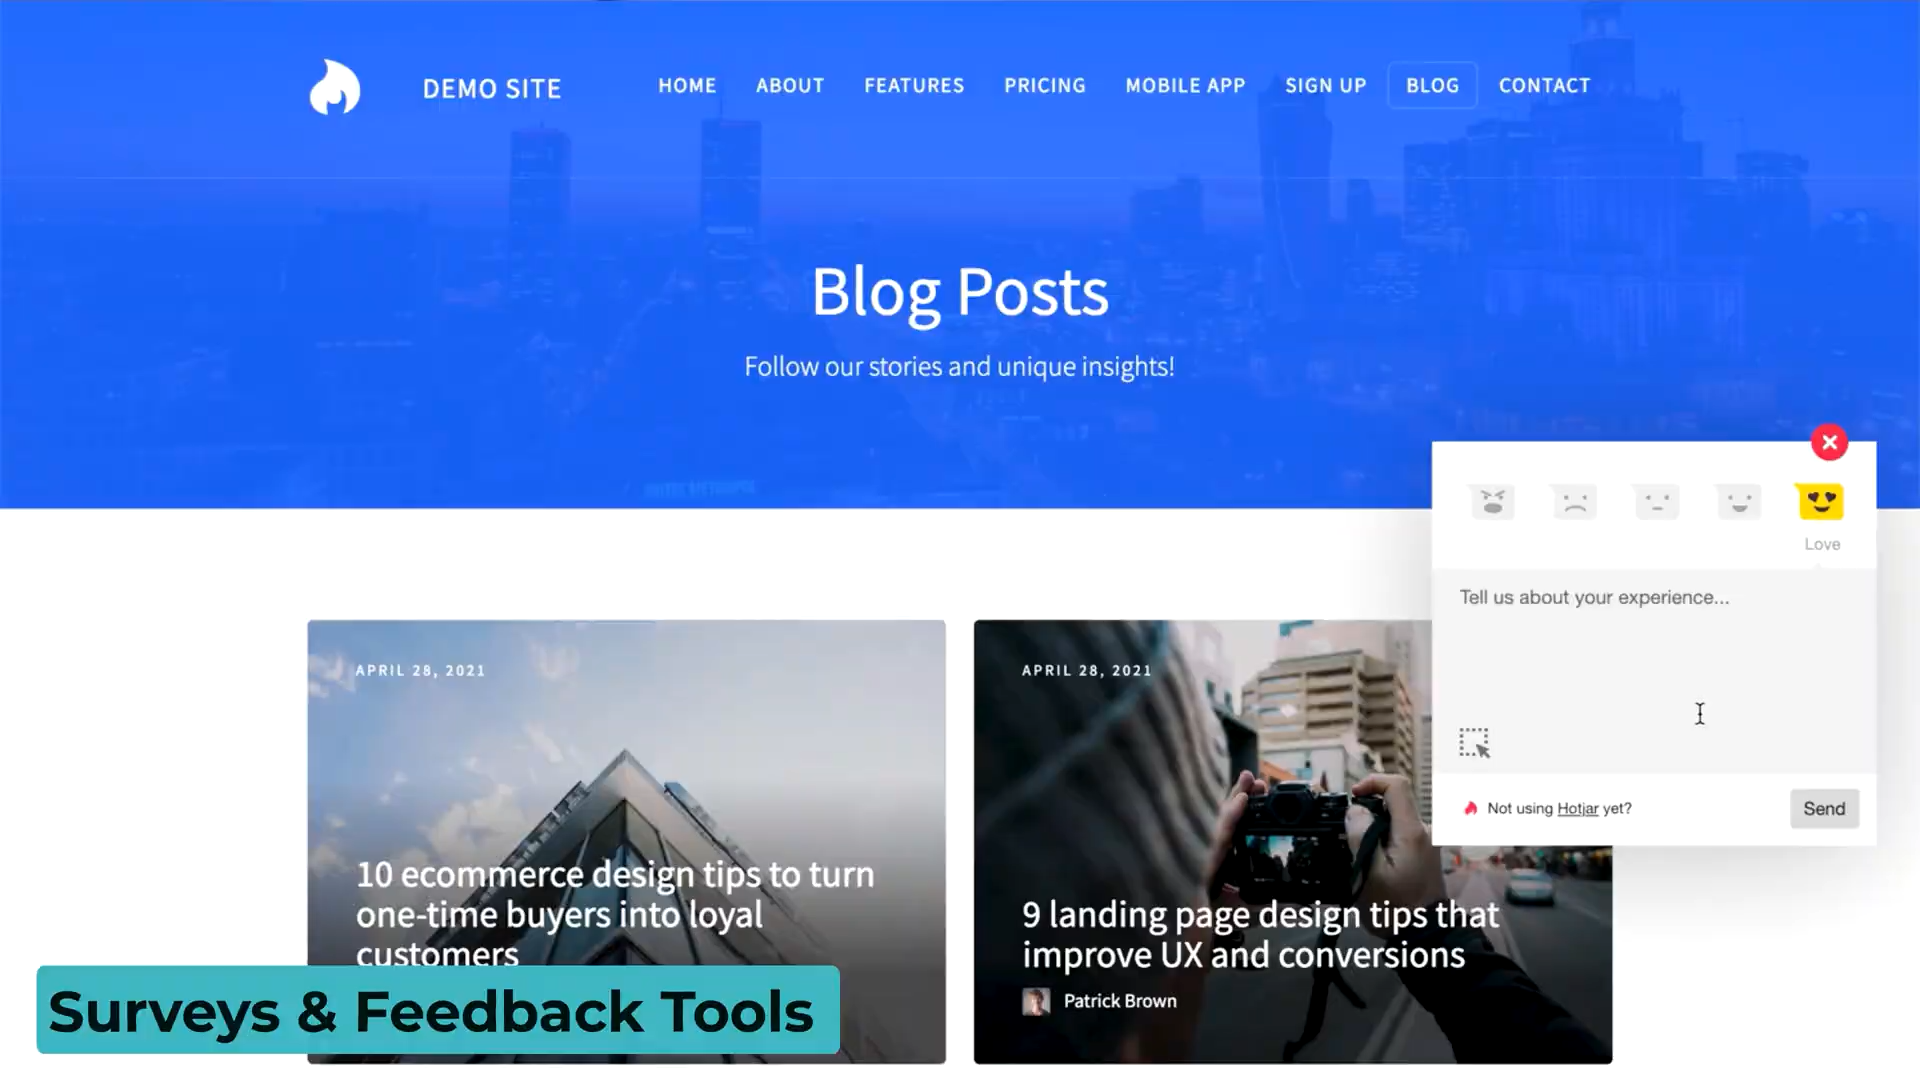 DEMO SITE
HOME
ABOUT
FEATURES
PRICING
MOBILE APP
SIGN UP
BLOG
CONTACT
Blog Posts
Follow our stories and unique insights!
Love
Tell us about your experience...
Not using Hotjar yet?
Send
APRIL 28, 2021
10 ecommerce design tips to turn
one-time buyers into loyal
customers
APRIL 28, 2021
9 landing page design tips that
improve UX and conversions
Patrick Brown
Surveys & Feedback Tools